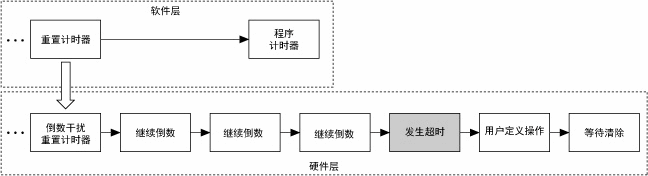 软件层
...
重置计时器
程序
计时器
...
倒数干扰
重置计时器
继续倒数
继续倒数
继续倒数
发生超时
用户定义操作
等待清除
硬件层